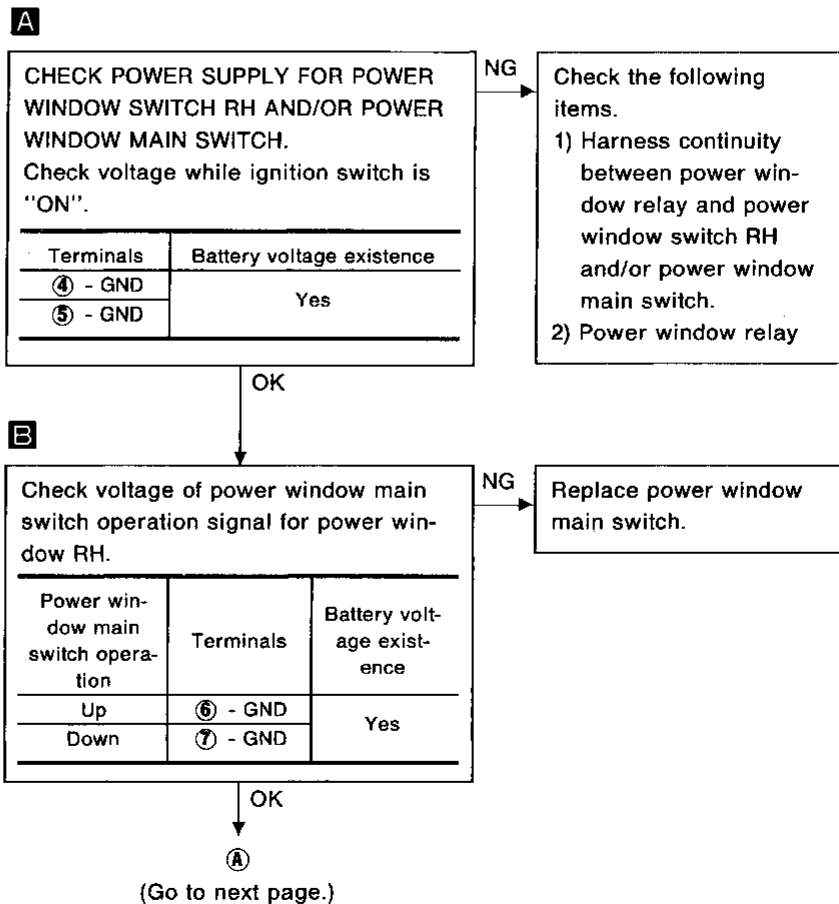 A
CHECK POWER SUPPLY FOR POWER
WINDOW SWITCH RH AND/OR POWER
WINDOW MAIN SWITCH.
Check voltage while ignition switch is
"ON".
Terminals
Battery voltage existence
④ - GND
⑤ - GND
Yes
NG
Check the following
items.
1) Harness continuity
between power win-
dow relay and power
window switch RH
and/or power window
main switch.
2) Power window relay
OK
B
Check voltage of power window main
switch operation signal for power win-
dow RH.
Power win-
dow main
switch opera-
tion
Terminals
Battery volt-
age exist-
ence
Up
⑥ - GND
Yes
Down
⑦ - GND
NG
Replace power window
main switch.
OK
Ⓐ
(Go to next page.)